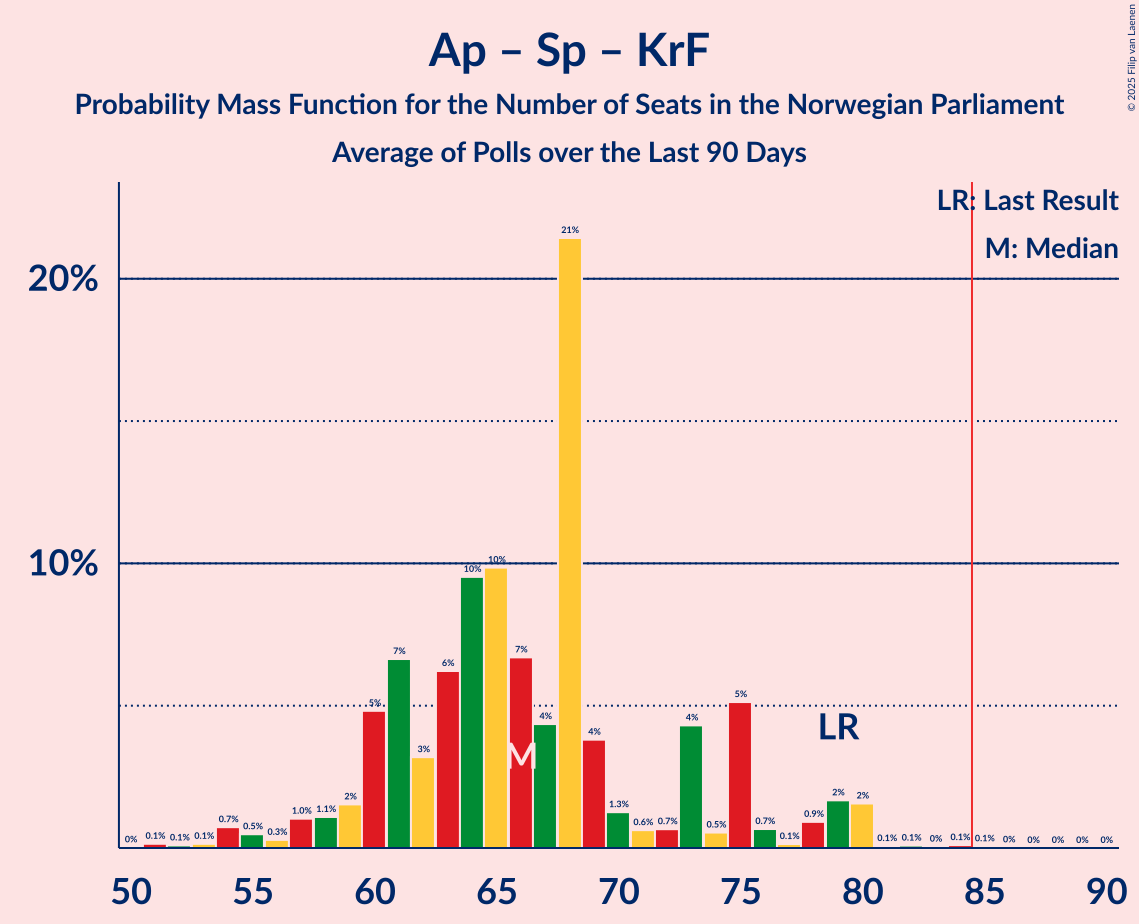 © 2025 Filip van Laenen
Ap – Sp – KrF
Probability Mass Function for the Number of Seats in the Norwegian Parliament
Average of Polls over the Last 90 Days
LR: Last Result
M: Median
20%
10%
0% 0.1% 0.1% 0.1% 0.7% 0.5% 0.3% 1.0% 1.1% 2% 5% 7% 3% 6% 10% 10% 7% 4% 21% 4% 1.3% 0.6% 0.7% 4% 0.5% 5% 0.7% 0.1% 0.9% 2% 2% 0.1% 0.1% 0% 0.1% 0.1% 0% 0% 0% 0% 0%
M
LR
50 55 60 65 70 75 80 85 90